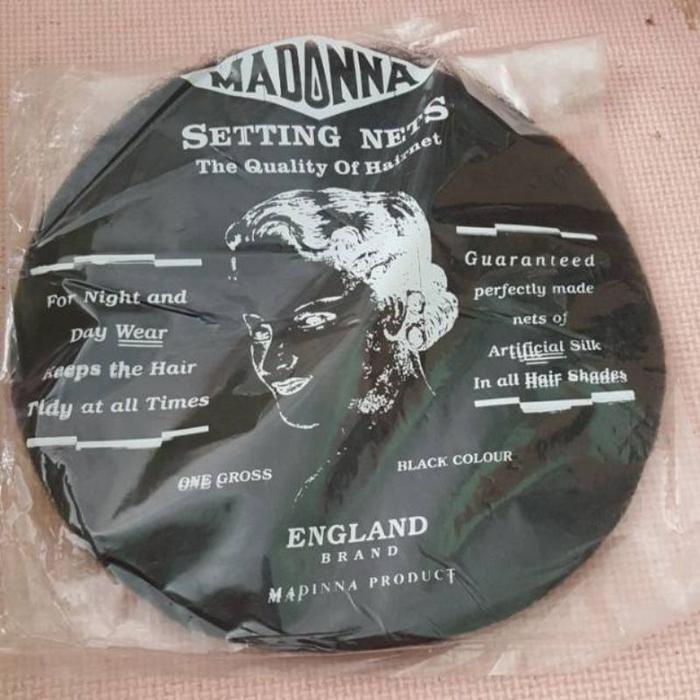 MADONNA
SETTING NETS
The Quality Of Hairnet
For Night and
Day Wear
Keeps the Hair
Tidy at all Times
Guaranteed
perfectly made
nets of
Artificial Silk
In all Hair Shades
ONE GROSS
BLACK COLOUR
ENGLAND
BRAND
MADINNA PRODUCT